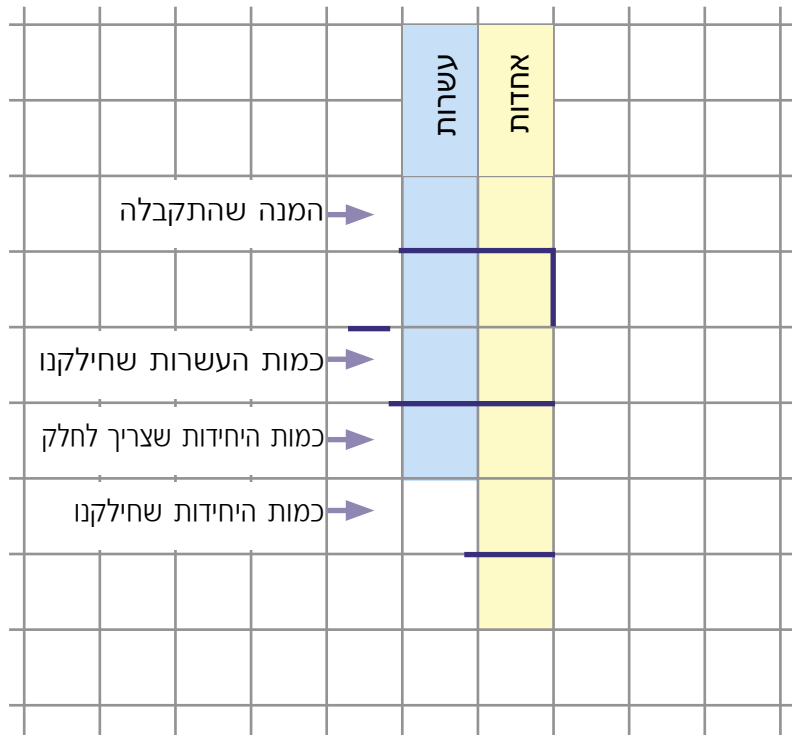 עשרות
אחדות
המנה שהתקבלה
כמות העשרות שחילקנו
כמות היחידות שצריך לחלק
כמות היחידות שחילקנו